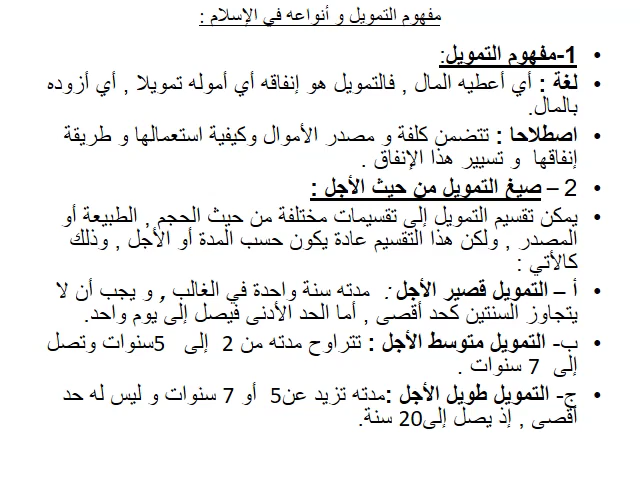 مفهوم التمويل و أنواعه في الإسلام :
• 1-مفهوم التمويل:
• لغة : أي أعطيه المال , فالتمويل هو إنفاقه أي أموله تمويلا , أي أزوده
بالمال.
• اصطلاحا : تتضمن كلفة و مصدر الأموال وكيفية استعمالها و طريقة
إنفاقها و تسيير هذا الإنفاق .
• 2 – صيغ التمويل من حيث الأجل :
• يمكن تقسيم التمويل إلى تقسيمات مختلفة من حيث الحجم , الطبيعة أو
المصدر , ولكن هذا التقسيم عادة يكون حسب المدة أو الأجل , وذلك
كالآتي :
• أ – التمويل قصير الأجل : مدته سنة واحدة في الغالب , و يجب أن لا
يتجاوز السنتين كحد أقصى , أما الحد الأدنى فيصل إلى يوم واحد.
• ب- التمويل متوسط الأجل : تتراوح مدته من 2 إلى 5سنوات وتصل
إلى 7 سنوات .
• ج- التمويل طويل الأجل :مدته تزيد عن5 أو 7 سنوات و ليس له حد
أقصى , إذ يصل إلى20 سنة.